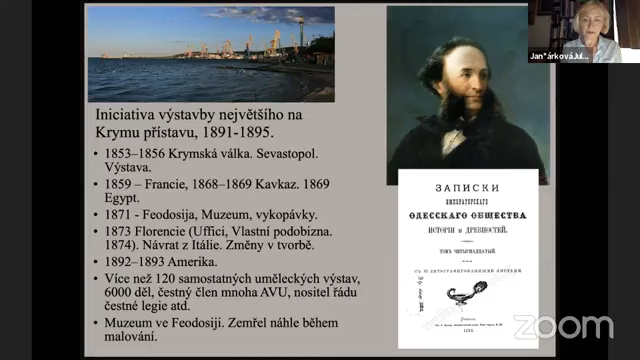 Iniciativa výstavby největšího na
Krymu přístavu, 1891-1895.
• 1853–1856 Krymská válka. Sevastopol.
Výstava.
• 1859 – Francie, 1868–1869 Kavkaz. 1869
Egypt.
• 1871 - Feodosija, Muzeum, vykopávky.
• 1873 Florencie (Uffici, Vlastní podobizna.
1874). Návrat z Itálie. Změny v tvorbě.
• 1892–1893 Amerika.
• Více než 120 samostatných uměleckých výstav,
6000 děl, čestný člen mnoha AVU, nositel řádu
čestné legie atd.
• Muzeum ve Feodosiji. Zemřel náhle během
malování.
ЗАПИСКИ
ИМПЕРАТОРСКАГО
ОДЕССКАГО ОБЩЕСТВА
ИСТОРІИ и ДРЕВНОСТЕЙ.
zoom